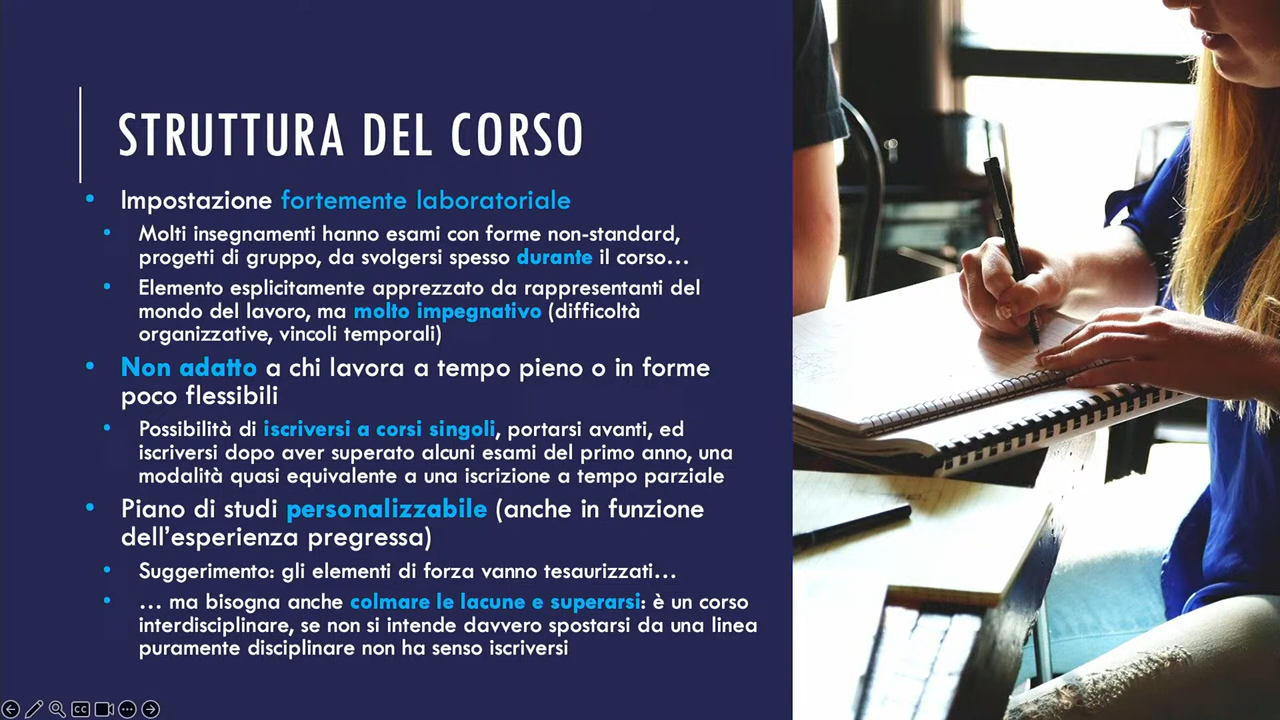 STRUTTURA DEL CORSO
• Impostazione fortemente laboratoriale
• Molti insegnamenti hanno esami con forme non-standard,
progetti di gruppo, da svolgersi spesso durante il corso…
• Elemento esplicitamente apprezzato da rappresentanti del
mondo del lavoro, ma molto impegnativo (difficoltà
organizzative, vincoli temporali)
• Non adatto a chi lavora a tempo pieno o in forme
poco flessibili
• Possibilità di iscriversi a corsi singoli, portarsi avanti, ed
iscriversi dopo aver superato alcuni esami del primo anno, una
modalità quasi equivalente a una iscrizione a tempo parziale
• Piano di studi personalizzabile (anche in funzione
dell’esperienza pregressa)
• Suggerimento: gli elementi di forza vanno tesaurizzati…
• … ma bisogna anche colmare le lacune e superarsi: è un corso
interdisciplinare, se non si intende davvero spostarsi da una linea
puramente disciplinare non ha senso iscriversi
CC